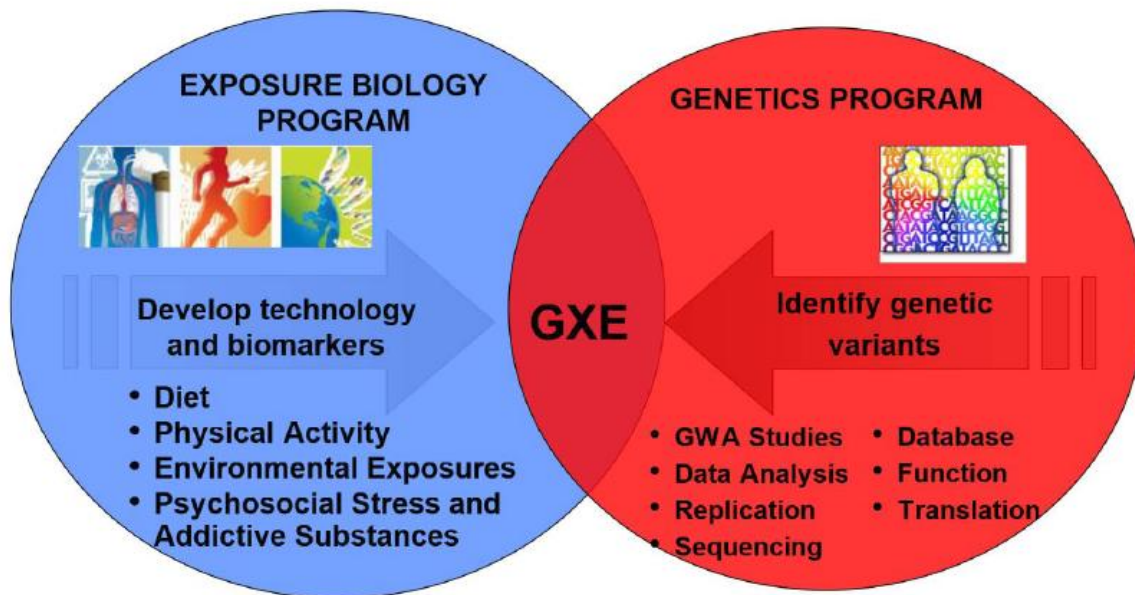 EXPOSURE BIOLOGY
PROGRAM
Develop technology
and biomarkers
• Diet
• Physical Activity
• Environmental Exposures
• Psychosocial Stress and
Addictive Substances
GXE
GENETICS PROGRAM
Identify genetic
variants
• GWA Studies
• Data Analysis
• Replication
• Sequencing
• Database
• Function
• Translation